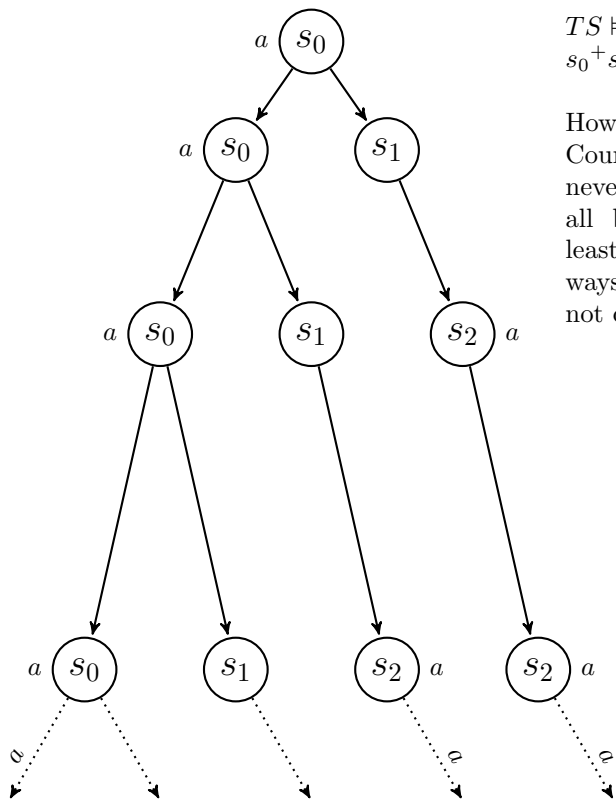 TS ⊨
a s₀
s₀⁺s
How
a s₀ s₁
Cour
neve
all b
least
ways
not
a s₀ s₁ s₂ a
a s₀ s₁ s₂ a s₂ a
a a a